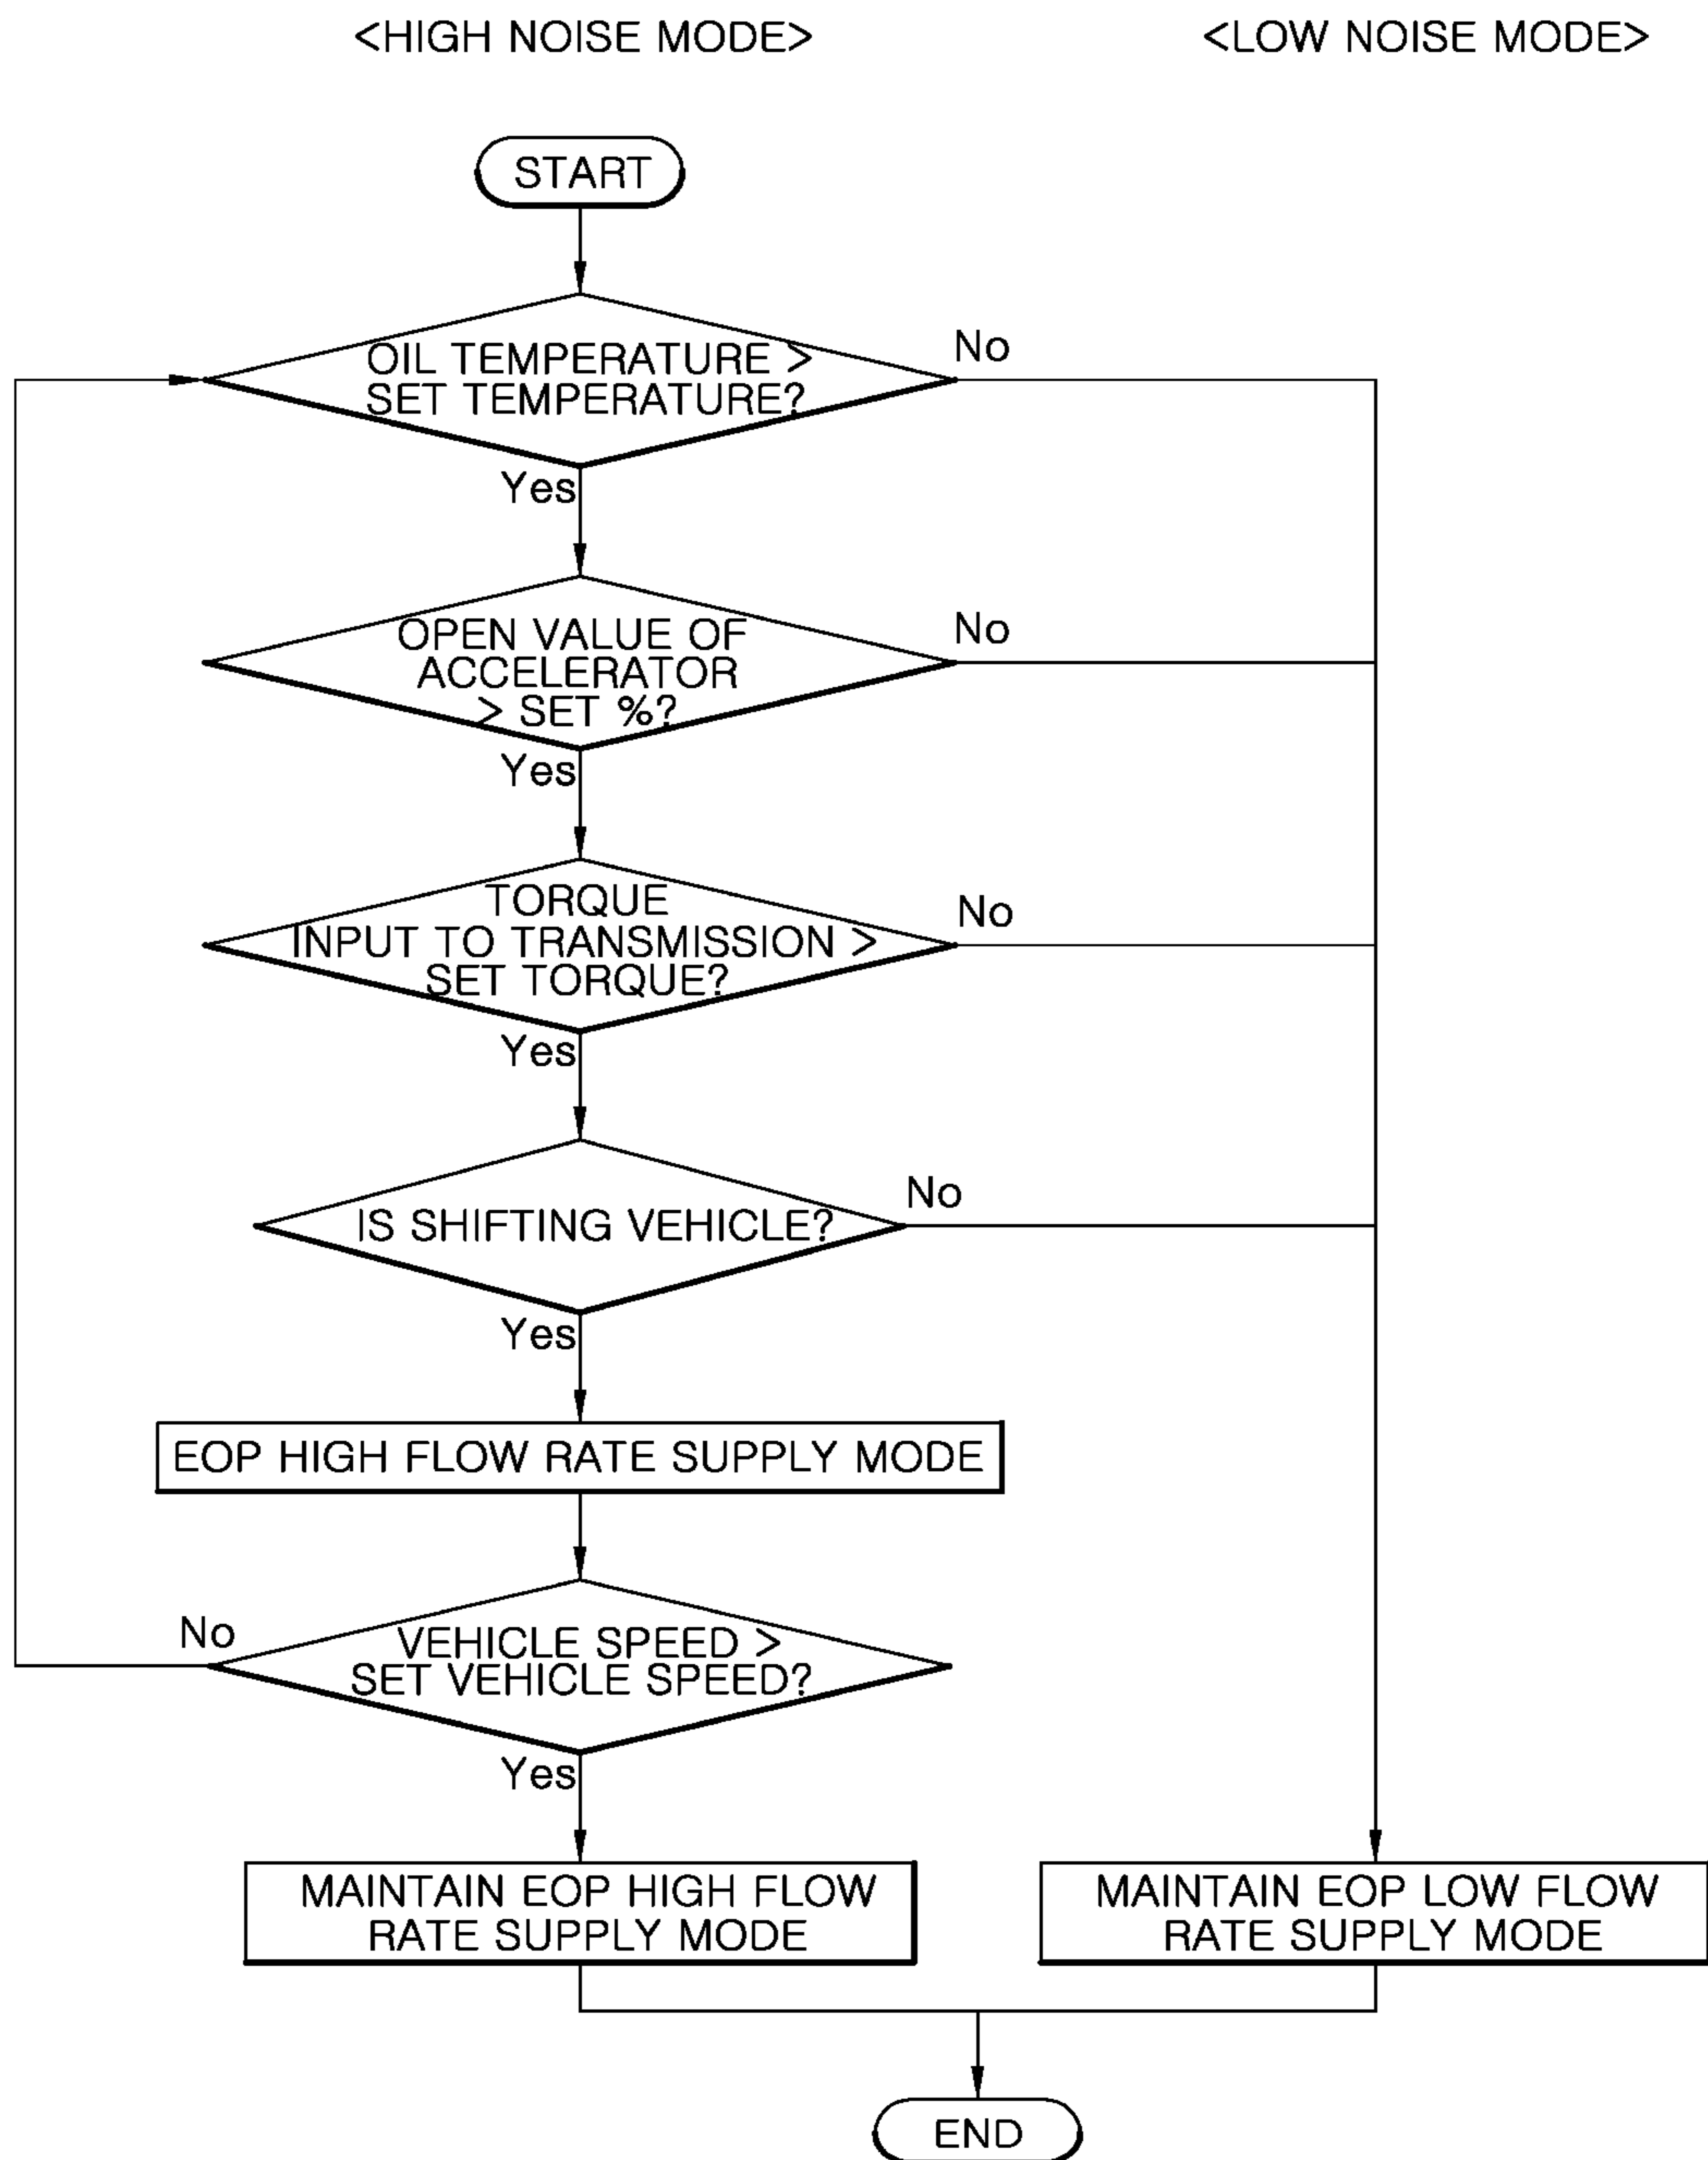 <HIGH NOISE MODE>
<LOW NOISE MODE>
START
OIL TEMPERATURE >
SET TEMPERATURE?
No
Yes
OPEN VALUE OF
ACCELERATOR
> SET %?
No
Yes
TORQUE
INPUT TO TRANSMISSION >
SET TORQUE?
No
Yes
IS SHIFTING VEHICLE?
No
Yes
EOP HIGH FLOW RATE SUPPLY MODE
VEHICLE SPEED >
SET VEHICLE SPEED?
No
Yes
MAINTAIN EOP HIGH FLOW
RATE SUPPLY MODE
MAINTAIN EOP LOW FLOW
RATE SUPPLY MODE
END